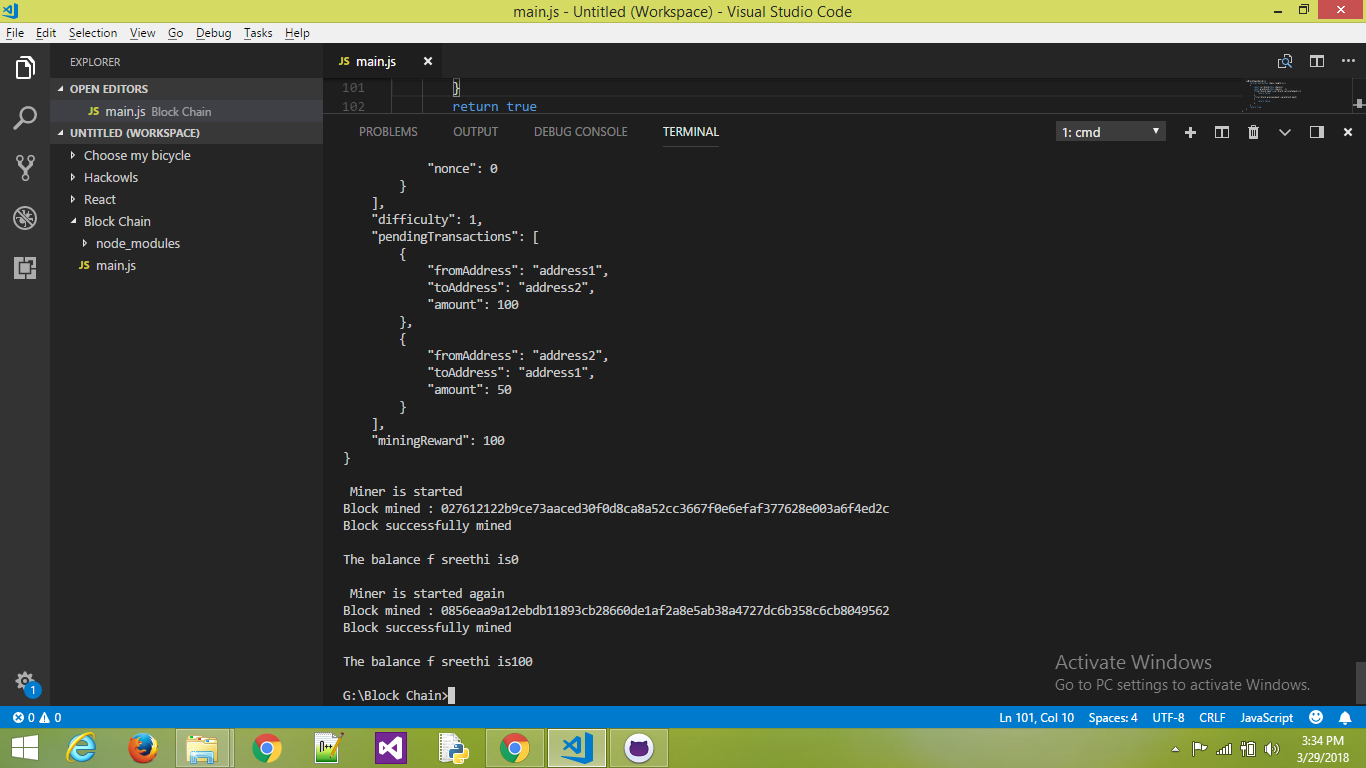 main.js - Untitled (Workspace) - Visual Studio Code
File Edit Selection View Go Debug Tasks Help
EXPLORER
OPEN EDITORS
JS main.js Block Chain
UNTITLED (WORKSPACE)
Choose my bicycle
Hackowls
React
Block Chain
node_modules
JS main.js
1
JS main.js
101 }
102 return true
PROBLEMS OUTPUT DEBUG CONSOLE TERMINAL
1: cmd
"nonce": 0
}
],
"difficulty": 1,
"pendingTransactions": [
{
"fromAddress": "address1",
"toAddress": "address2",
"amount": 100
},
{
"fromAddress": "address2",
"toAddress": "address1",
"amount": 50
}
],
"miningReward": 100
}
Miner is started
Block mined : 027612122b9ce73aaced30f0d8ca8a52cc3667f0e6efaf377628e003a6f4ed2c
Block successfully mined
The balance f sreethi is0
Miner is started again
Block mined : 0856eaa9a12ebdb11893cb28660de1af2a8e5ab38a4727dc6b358c6cb8049562
Block successfully mined
The balance f sreethi is100
G:\Block Chain>
Activate Windows
Go to PC settings to activate Windows.
0 0 Ln 101, Col 10 Spaces: 4 UTF-8 CRLF JavaScript
3:34 PM
3/29/2018